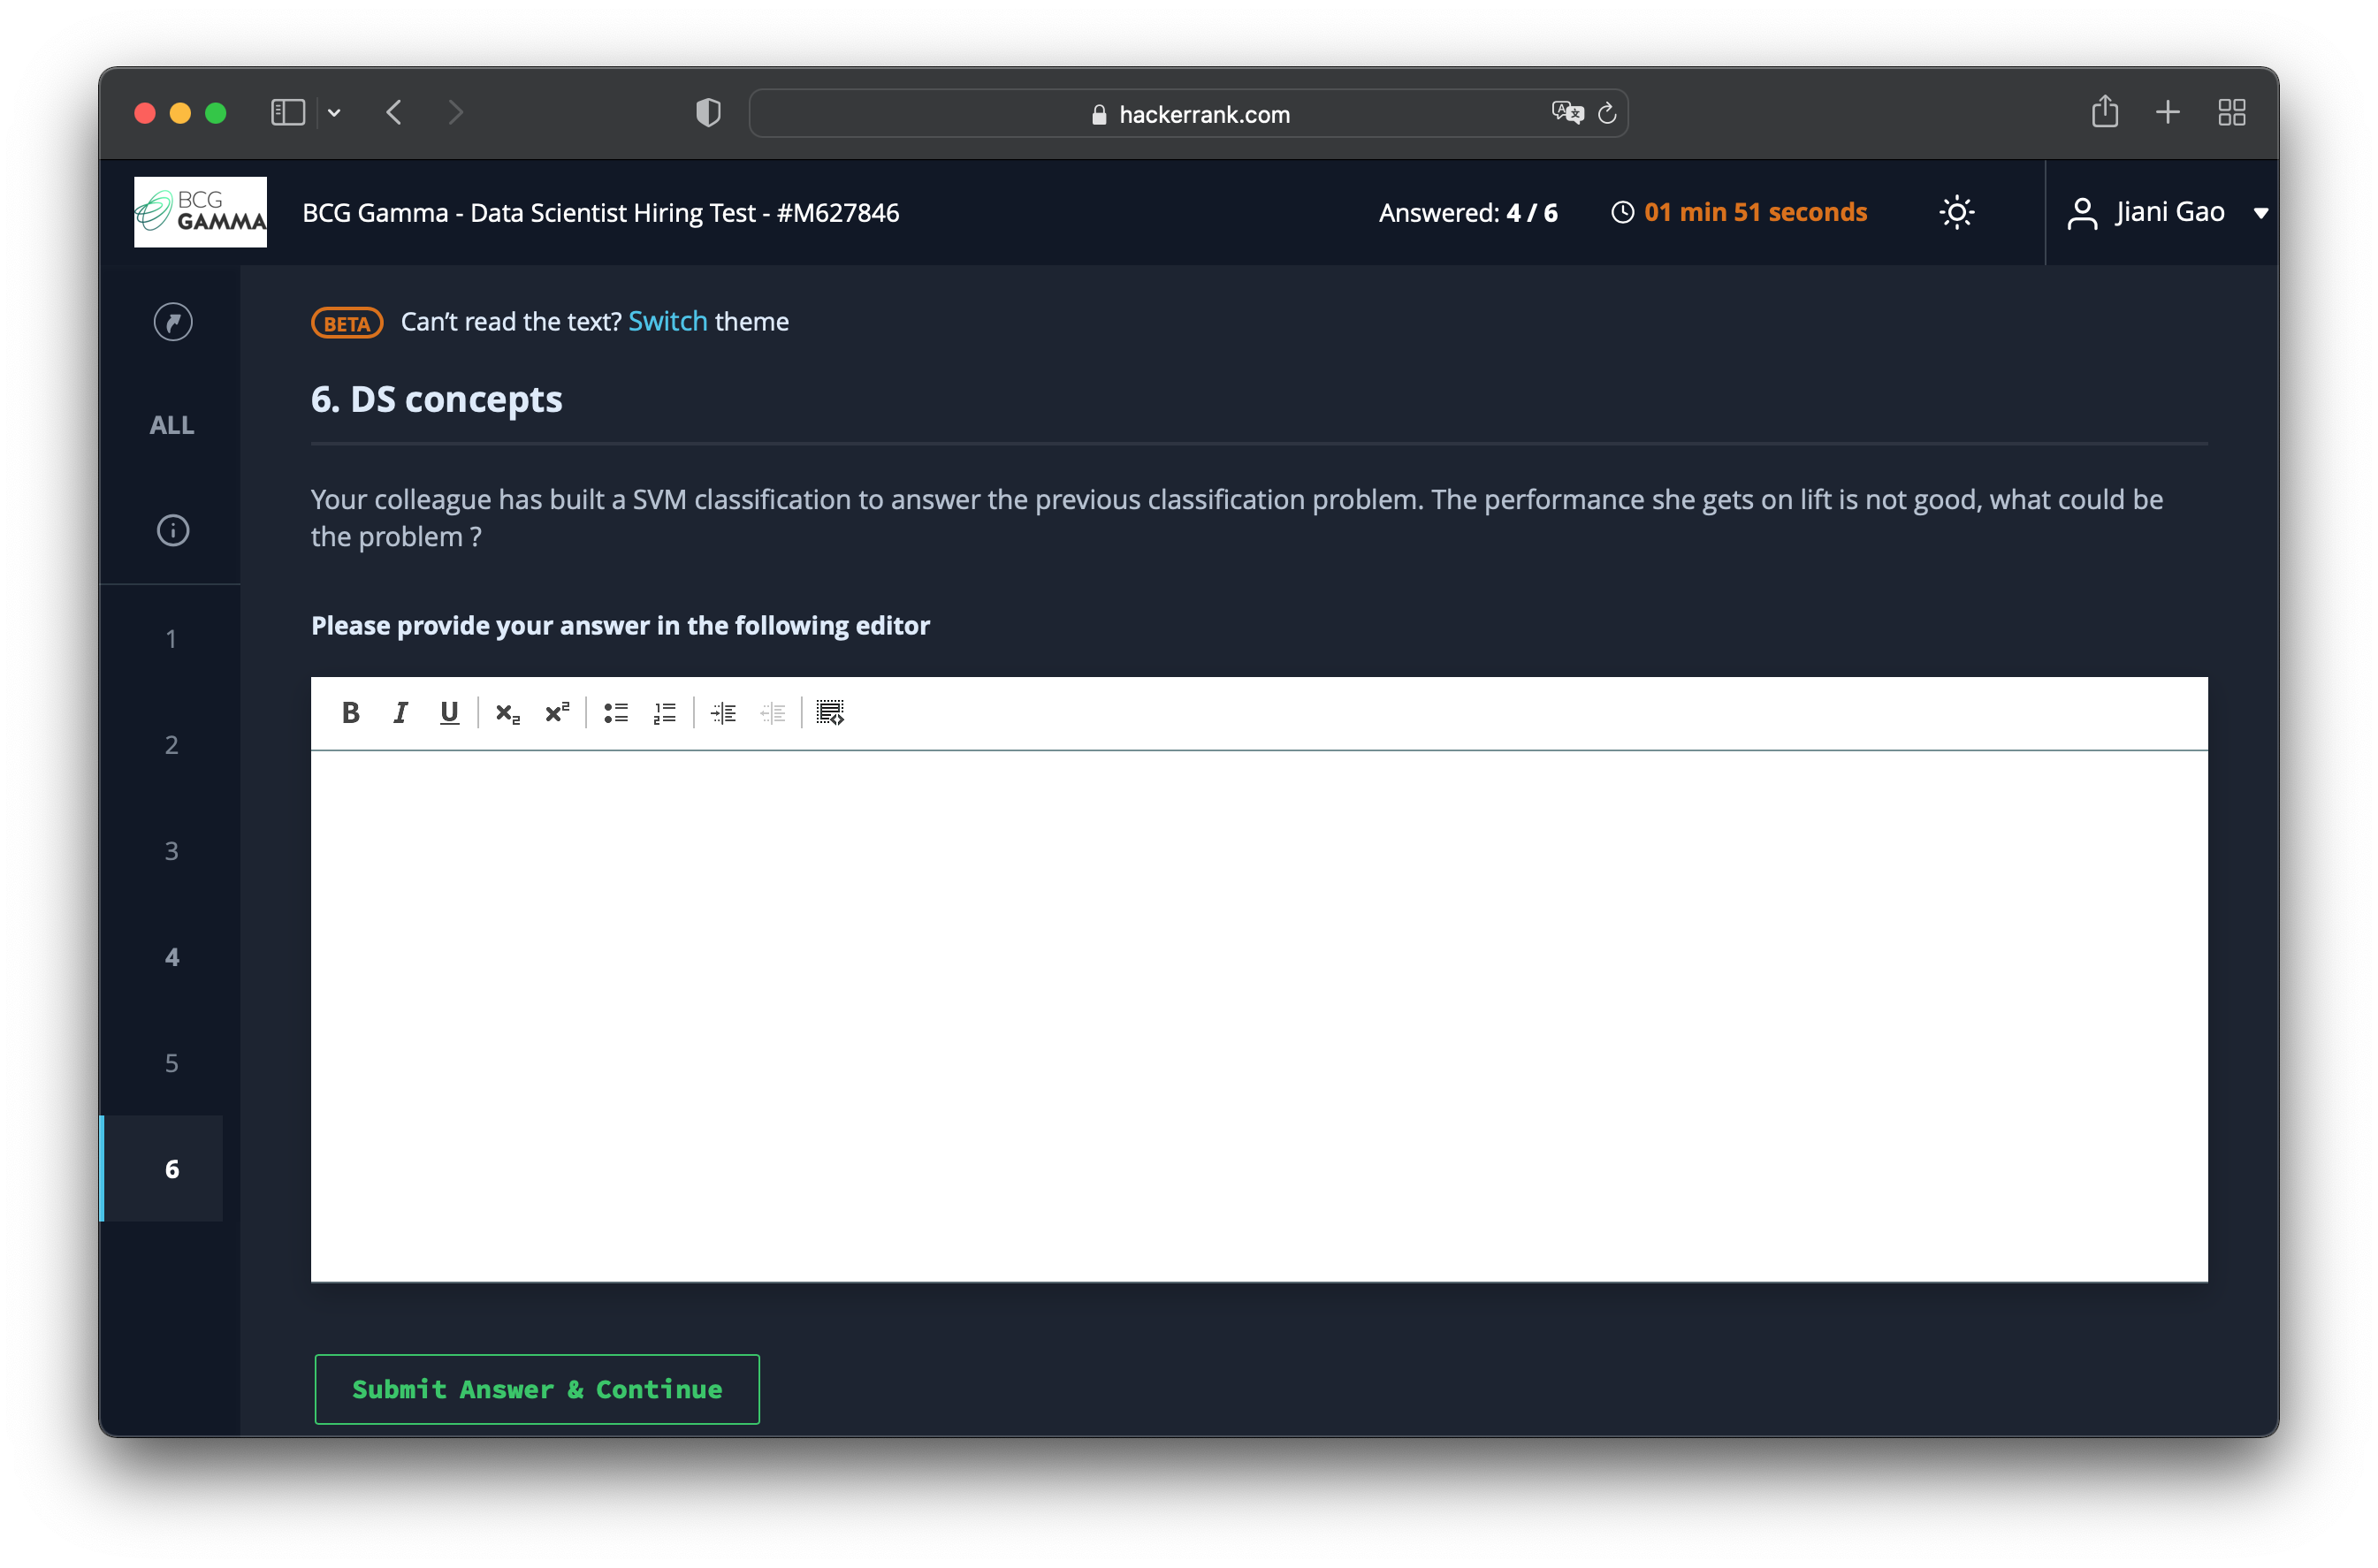 hackerrank.com
BCG
GAMMA
BCG Gamma - Data Scientist Hiring Test - #M627846
Answered: 4 / 6
01 min 51 seconds
Jiani Gao
BETA Can't read the text? Switch theme
ALL
6. DS concepts
Your colleague has built a SVM classification to answer the previous classification problem. The performance she gets on lift is not good, what could be
the problem ?
Please provide your answer in the following editor
B I U x₂ x²
1
2
3
4
5
6
Submit Answer & Continue